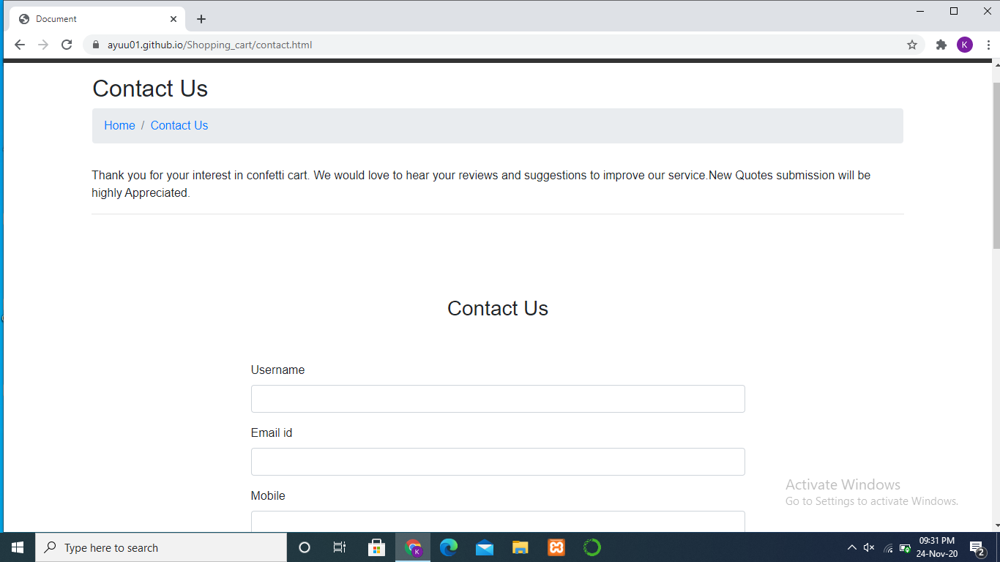 Document
ayuu01.github.io/Shopping_cart/contact.html
K
Contact Us
Home / Contact Us
Thank you for your interest in confetti cart. We would love to hear your reviews and suggestions to improve our service.New Quotes submission will be
highly Appreciated.
Contact Us
Username
Email id
Mobile
Activate Windows
Go to Settings to activate Windows.
Type here to search
K
09:31 PM
24-Nov-20
2